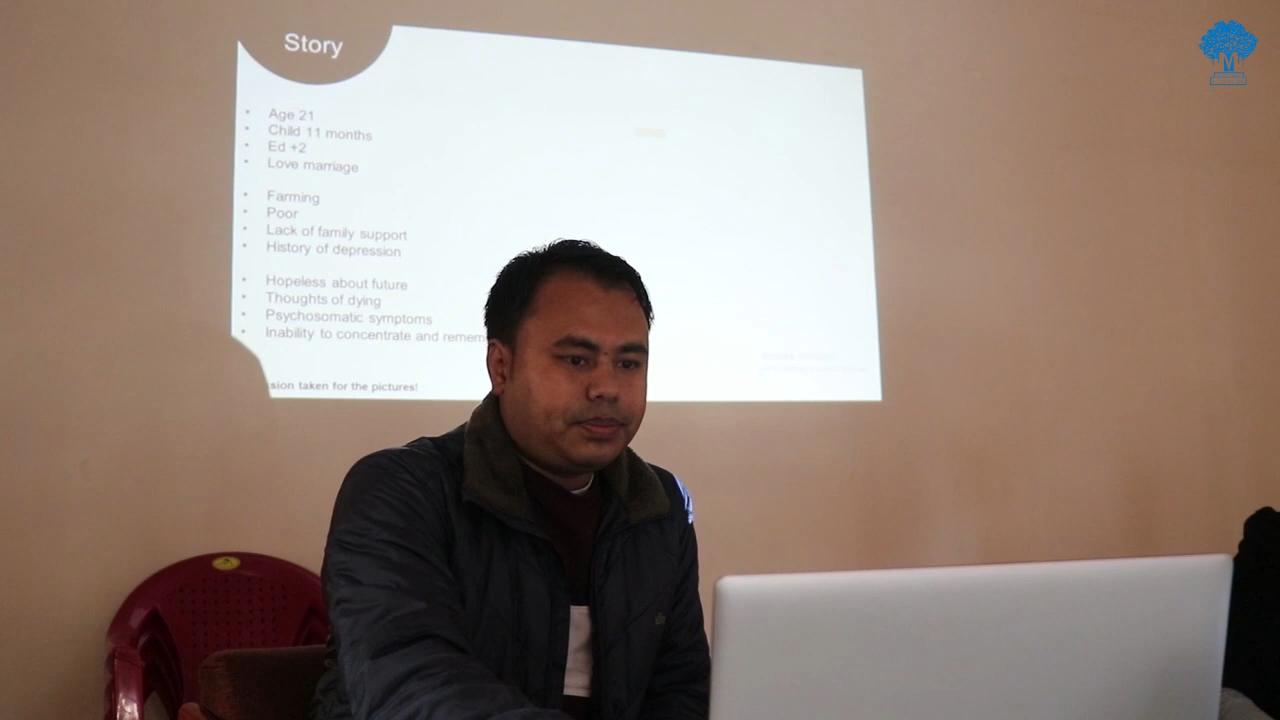 Story
• Age 21
• Child 11 months
• Ed +2
• Love marriage
• Farming
• Poor
• Lack of family support
• History of depression
• Hopeless about future
• Thoughts of dying
• Psychosomatic symptoms
• Inability to concentrate and remem
sion taken for the pictures!
M